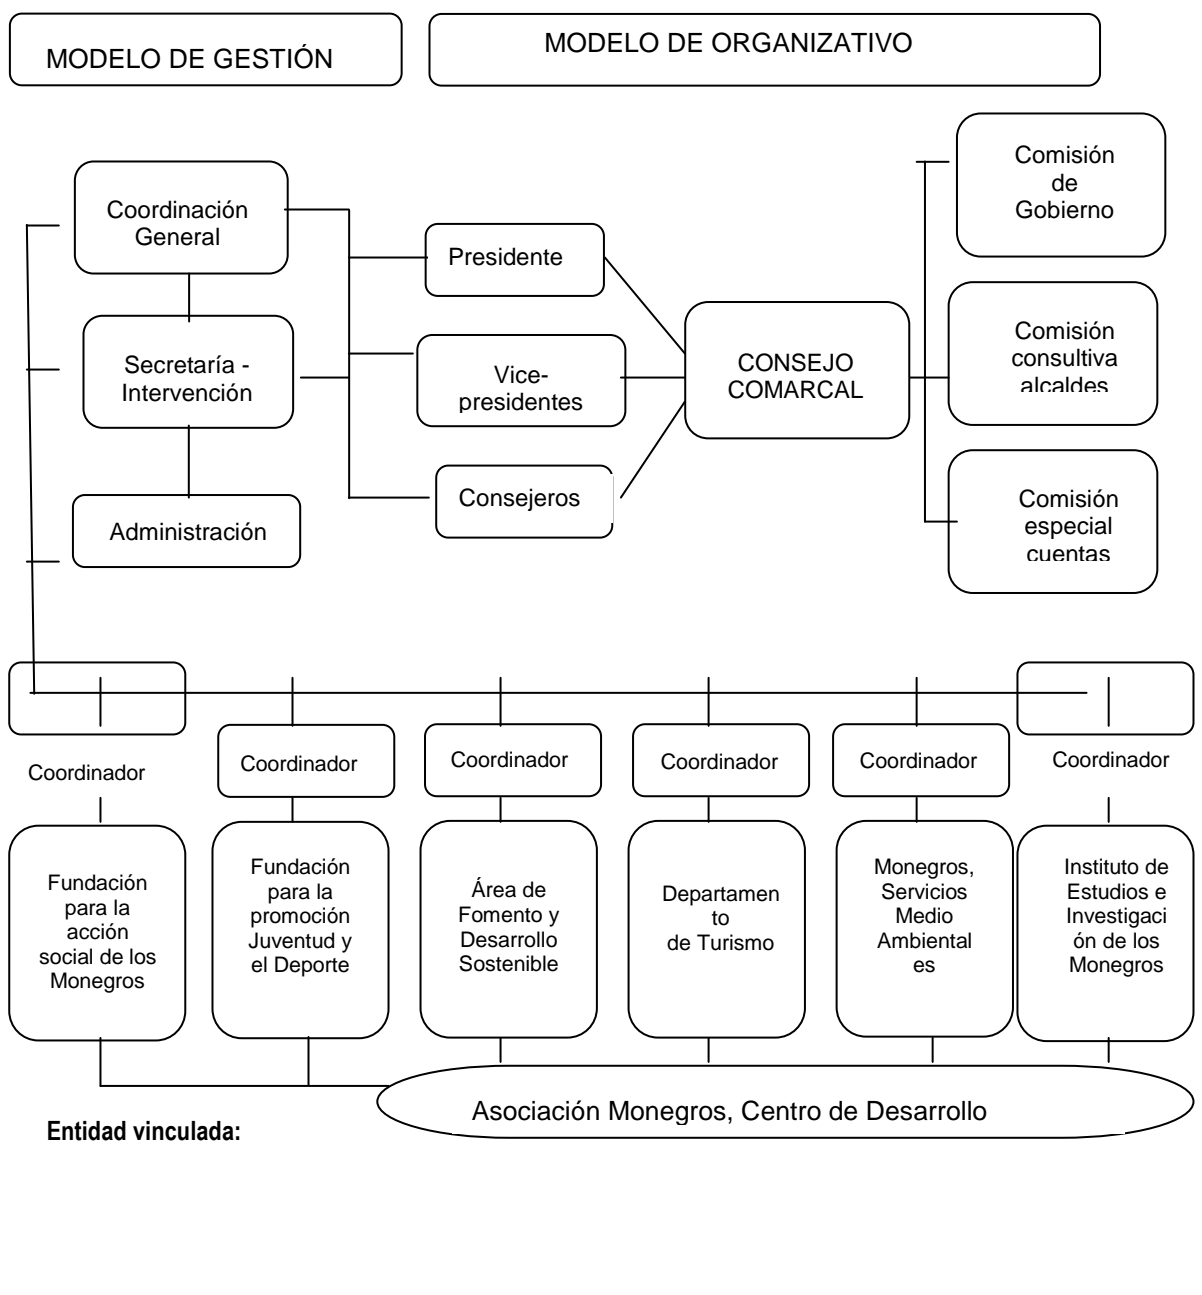 MODELO DE GESTIÓN
MODELO DE ORGANIZATIVO
Coordinación
General
Secretaría -
Intervención
Administración
Presidente
Vice-
presidentes
Consejeros
CONSEJO
COMARCAL
Comisión
de
Gobierno
Comisión
consultiva
alcaldes
Comisión
especial
cuentas
Coordinador
Coordinador
Coordinador
Coordinador
Coordinador
Coordinador
Fundación
para la
acción
social de los
Monegros
Fundación
para la
promoción
Juventud y
el Deporte
Área de
Fomento y
Desarrollo
Sostenible
Departamen
to
de Turismo
Monegros,
Servicios
Medio
Ambiental
es
Instituto de
Estudios e
Investigaci
ón de los
Monegros
Entidad vinculada:
Asociación Monegros, Centro de Desarrollo